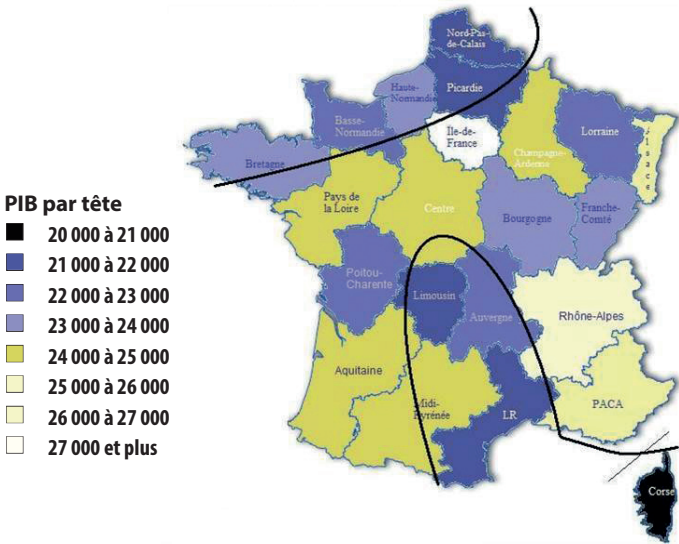 Nord-Pas-
de-Calais
Picardie
Haute-
Normandie
Basse-
Normandie
Île-de-
France
Champagne-
Ardenne
Lorraine
Alsace
Bretagne
Pays de
la Loire
Centre
Bourgogne
Franche-
Comté
Poitou-
Charente
Limousin
Auvergne
Rhône-Alpes
Aquitaine
Midi-
Pyrénée
LR
PACA
Corse
PIB par tête
20 000 à 21 000
21 000 à 22 000
22 000 à 23 000
23 000 à 24 000
24 000 à 25 000
25 000 à 26 000
26 000 à 27 000
27 000 et plus